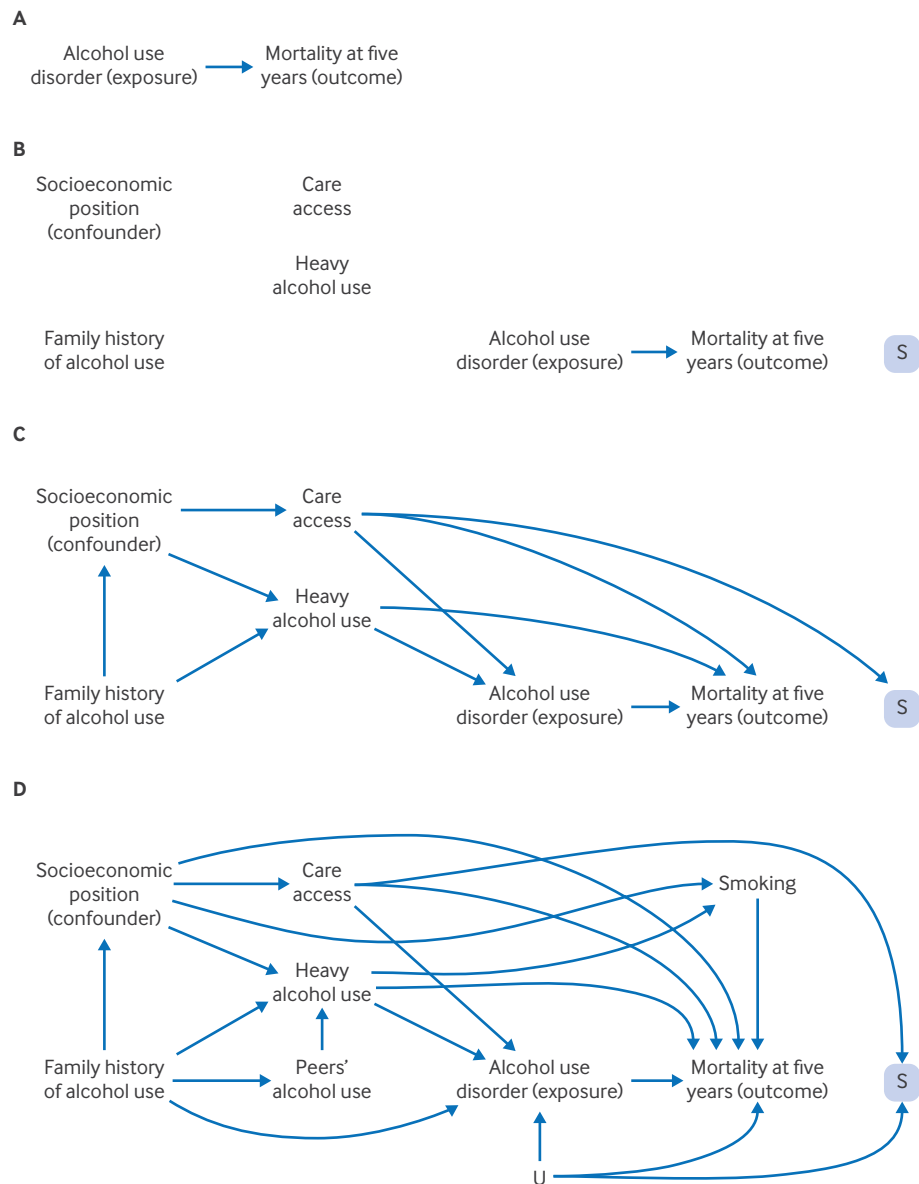 A
Alcohol use
disorder (exposure)
Mortality at five
years (outcome)
B
Socioeconomic
position
(confounder)
Care
access
Heavy
alcohol use
Family history
of alcohol use
Alcohol use
disorder (exposure)
Mortality at five
years (outcome)
S
C
Socioeconomic
position
(confounder)
Care
access
Heavy
alcohol use
Family history
of alcohol use
Alcohol use
disorder (exposure)
Mortality at five
years (outcome)
S
D
Socioeconomic
position
(confounder)
Care
access
Smoking
Heavy
alcohol use
Family history
of alcohol use
Peers’
alcohol use
Alcohol use
disorder (exposure)
Mortality at five
years (outcome)
S
U